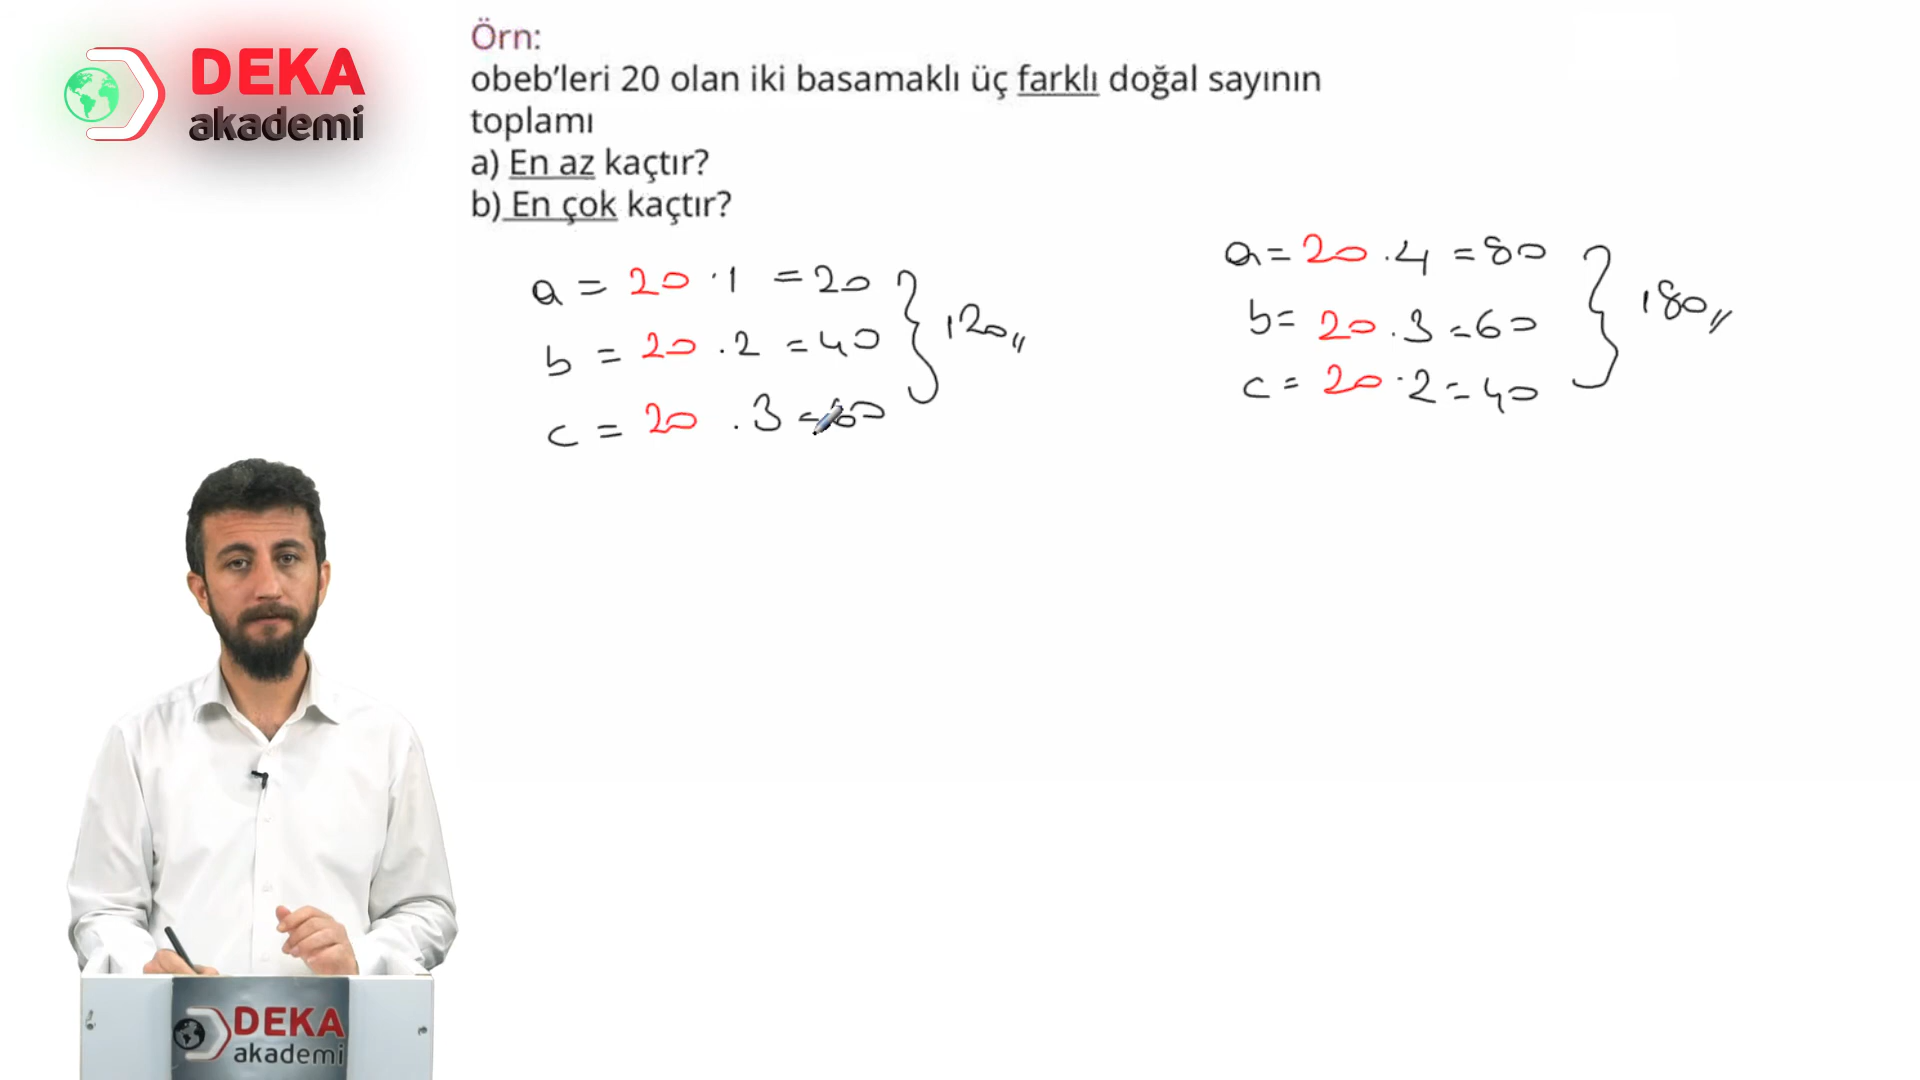 DEKA
akademi
Örn:
obeb’leri 20 olan iki basamaklı üç farklı doğal sayının
toplamı
a) En az kaçtır?
b) En çok kaçtır?
a = 20 · 1 = 20
b = 20 . 2 = 40
c = 20 . 3 = 60
120
a = 20 . 4 = 80
b = 20 . 3 = 60
c = 20 · 2 = 40
180
DEKA
akademi